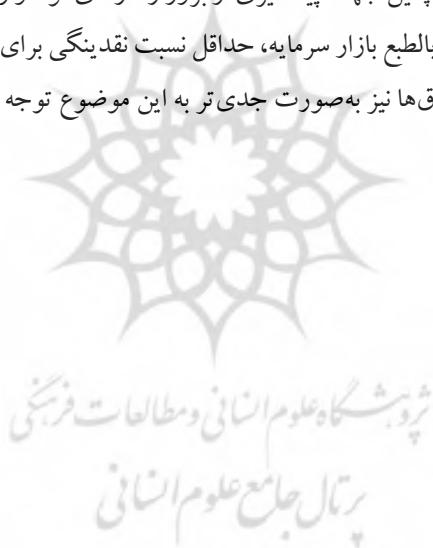 بالطبع بازار سرمایه، حداقل نسبت نقدینگی برای
ق‌ها نیز به‌صورت جدی‌تر به این موضوع توجه
پژوهشگاه علوم انسانی و مطالعات فرهنگی
پرتال جامع علوم انسانی